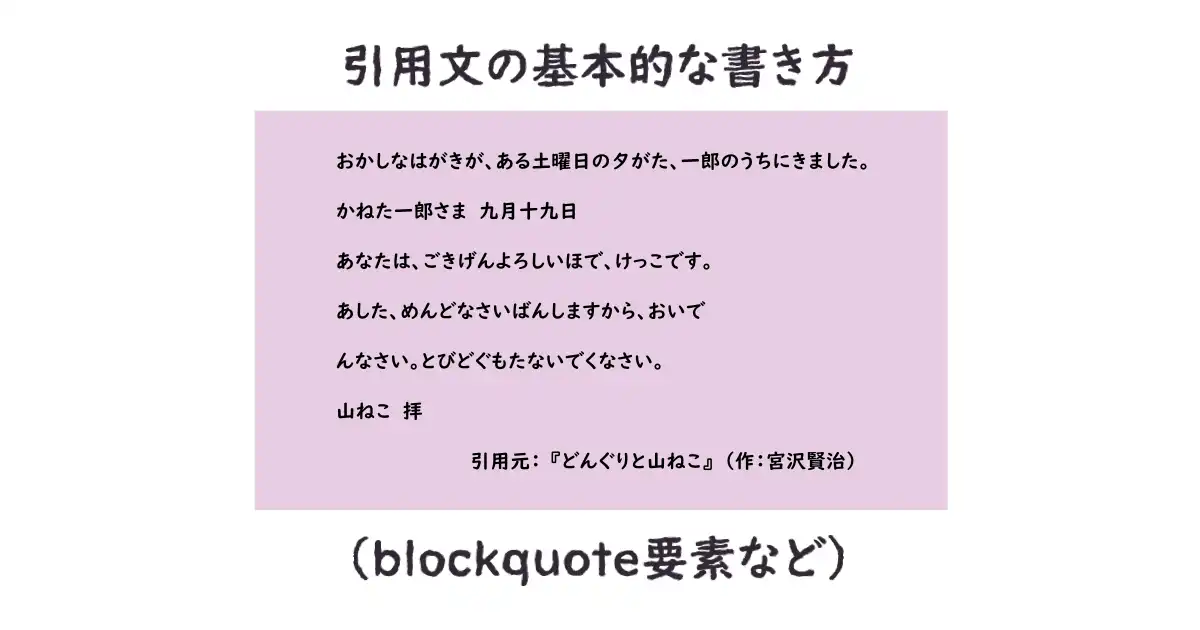 引用文の基本的な書き方
おかしなはがきが、ある土曜日の夕がた、一郎のうちにきました。
かねた一郎さま 九月十九日
あなたは、ごきげんよろしいほで、けっこです。
あした、めんどなさいばんしますから、おいで
んなさい。とびどぐもたないでくなさい。
山ねこ 拝
引用元:『どんぐりと山ねこ』(作:宮沢賢治)
(blockquote要素など)